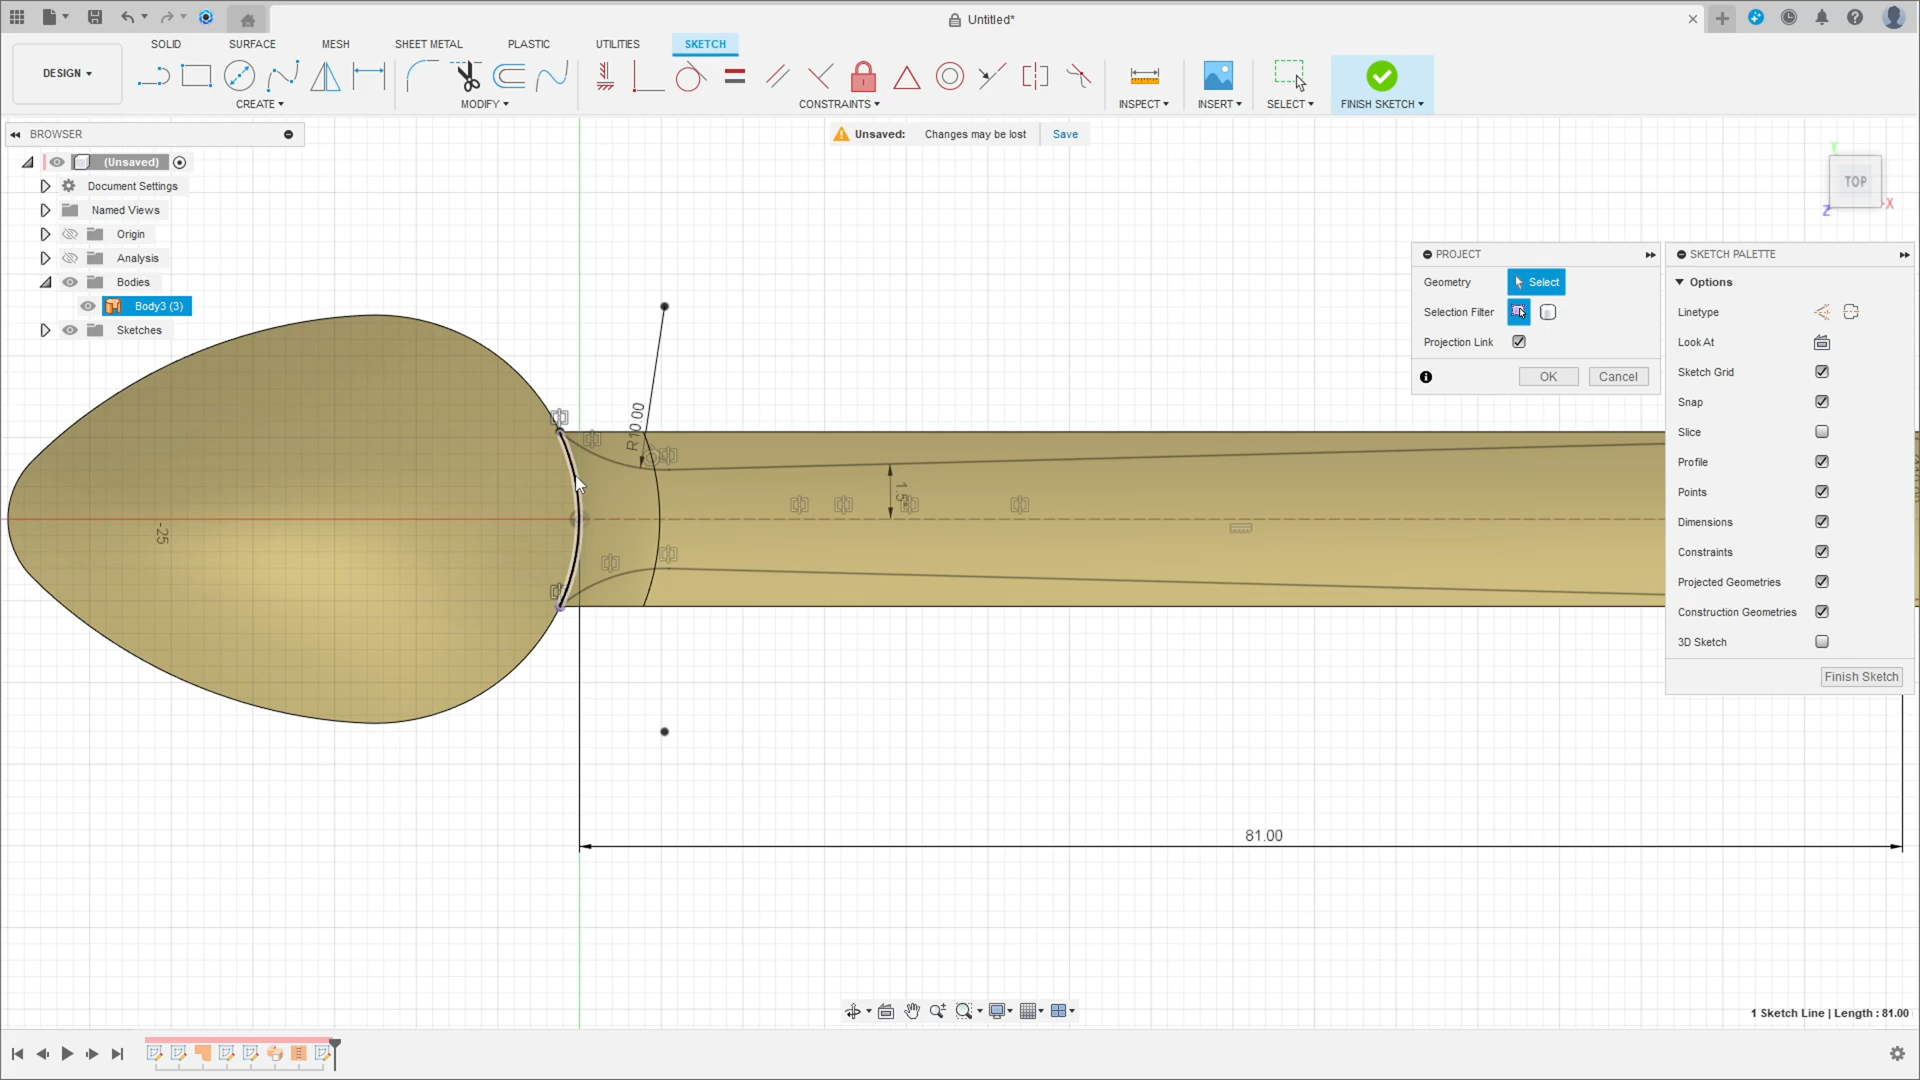 Untitled*
SOLID SURFACE MESH SHEET METAL PLASTIC UTILITIES SKETCH
DESIGN
CREATE MODIFY CONSTRAINTS INSPECT INSERT SELECT FINISH SKETCH
BROWSER
Unsaved: Changes may be lost Save
(Unsaved)
Document Settings
Named Views
Origin
Analysis
Bodies
Body3 (3)
Sketches
TOP
Y
X
Z
PROJECT
Geometry Select
Selection Filter
Projection Link
OK Cancel
SKETCH PALETTE
Options
Linetype
Look At
Sketch Grid
Snap
Slice
Profile
Points
Dimensions
Constraints
Projected Geometries
Construction Geometries
3D Sketch
Finish Sketch
R10.00
-25
81.00
1 Sketch Line | Length : 81.00